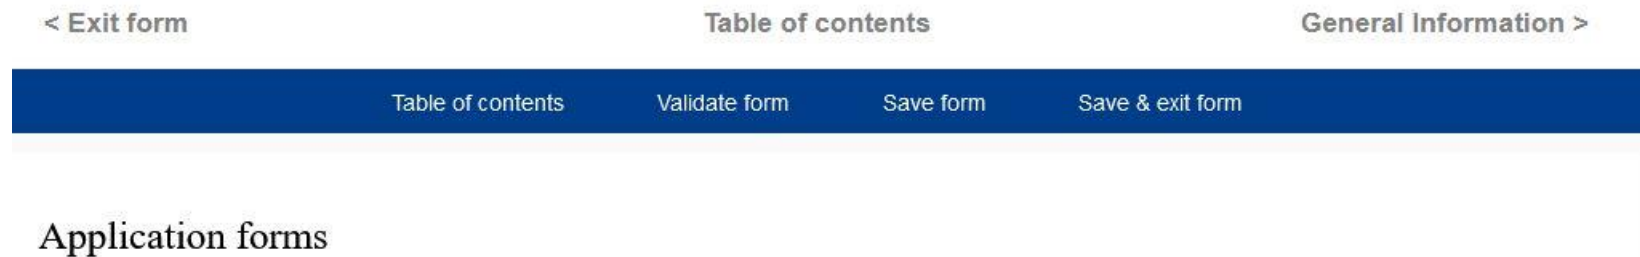 < Exit form Table of contents General Information >
Table of contents Validate form Save form Save & exit form
Application forms